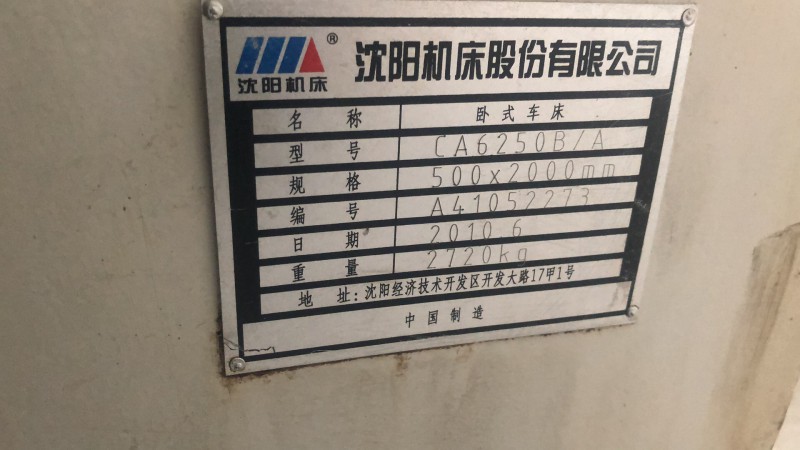 沈阳机床® 沈阳机床股份有限公司
名 称 卧式车床
型 号 CA6250B/A
规 格 500x2000mm
编 号 A41052273
日 期 2010.6
重 量 2720kg
地 址:沈阳经济技术开发区开发大路17甲1号
中国制造